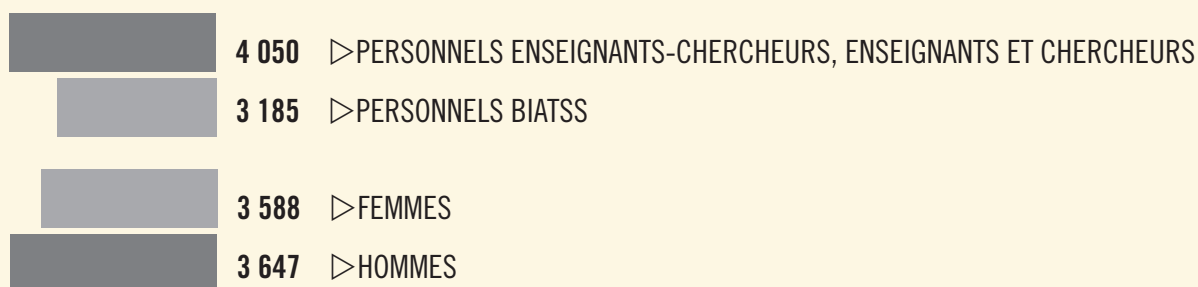 4 050 ▷PERSONNELS ENSEIGNANTS-CHERCHEURS, ENSEIGNANTS ET CHERCHEURS
3 185 ▷PERSONNELS BIATSS
3 588 ▷FEMMES
3 647 ▷HOMMES